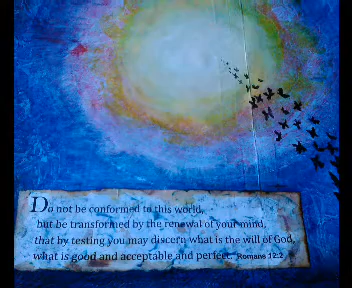 Do not be conformed to this world,
but be transformed by the renewal of your mind,
that by testing you may discern what is the will of God,
what is good and acceptable and perfect. Romans 12:2